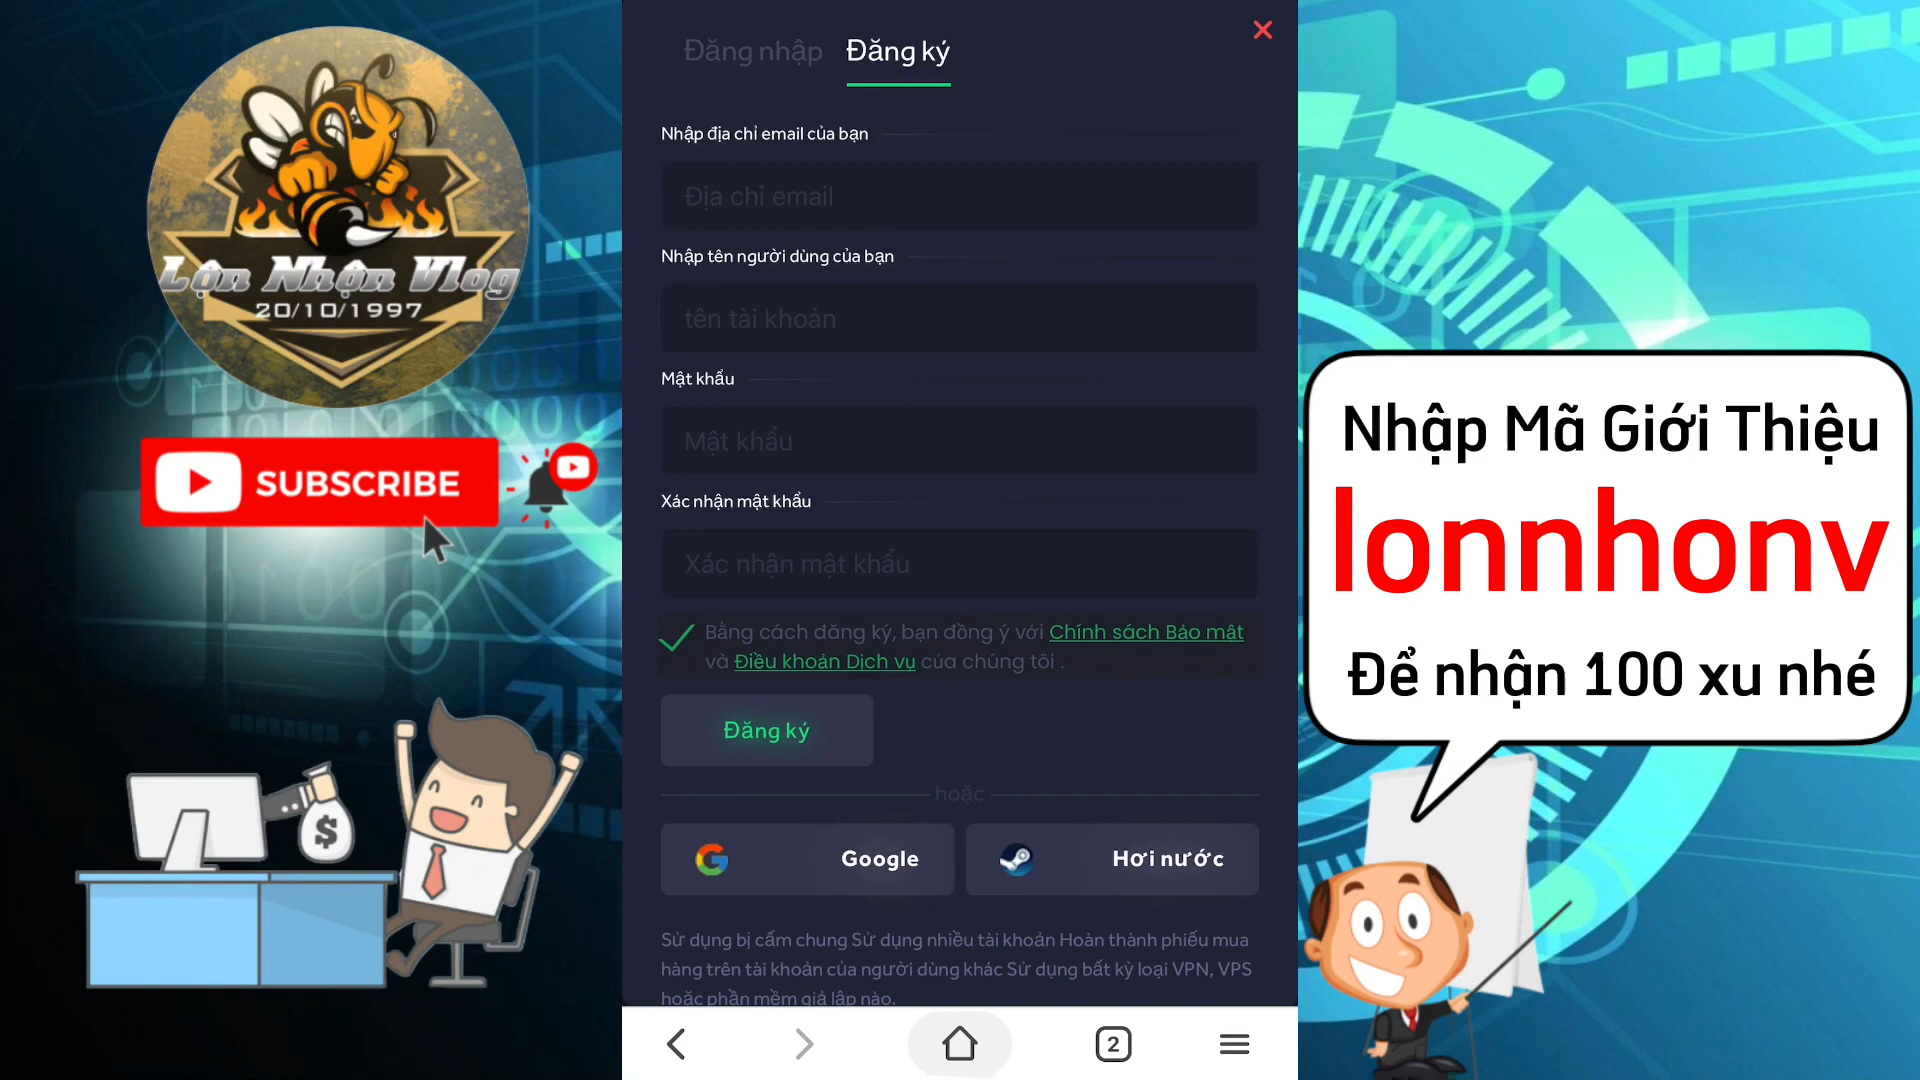 Lộn Nhộn Vlog
20/10/1997
SUBSCRIBE
$
Đăng nhập Đăng ký
Nhập địa chỉ email của bạn
Địa chỉ email
Nhập tên người dùng của bạn
tên tài khoản
Mật khẩu
Mật khẩu
Xác nhận mật khẩu
Xác nhận mật khẩu
Bằng cách đăng ký, bạn đồng ý với Chính sách Bảo mật
và Điều khoản Dịch vụ của chúng tôi .
Đăng ký
hoặc
Google
Hơi nước
Sử dụng bị cấm chung Sử dụng nhiều tài khoản Hoàn thành phiếu mua
hàng trên tài khoản của người dùng khác Sử dụng bất kỳ loại VPN, VPS
hoặc phần mềm giả lập nào.
2
Nhập Mã Giới Thiệu
lonnhonv
Để nhận 100 xu nhé